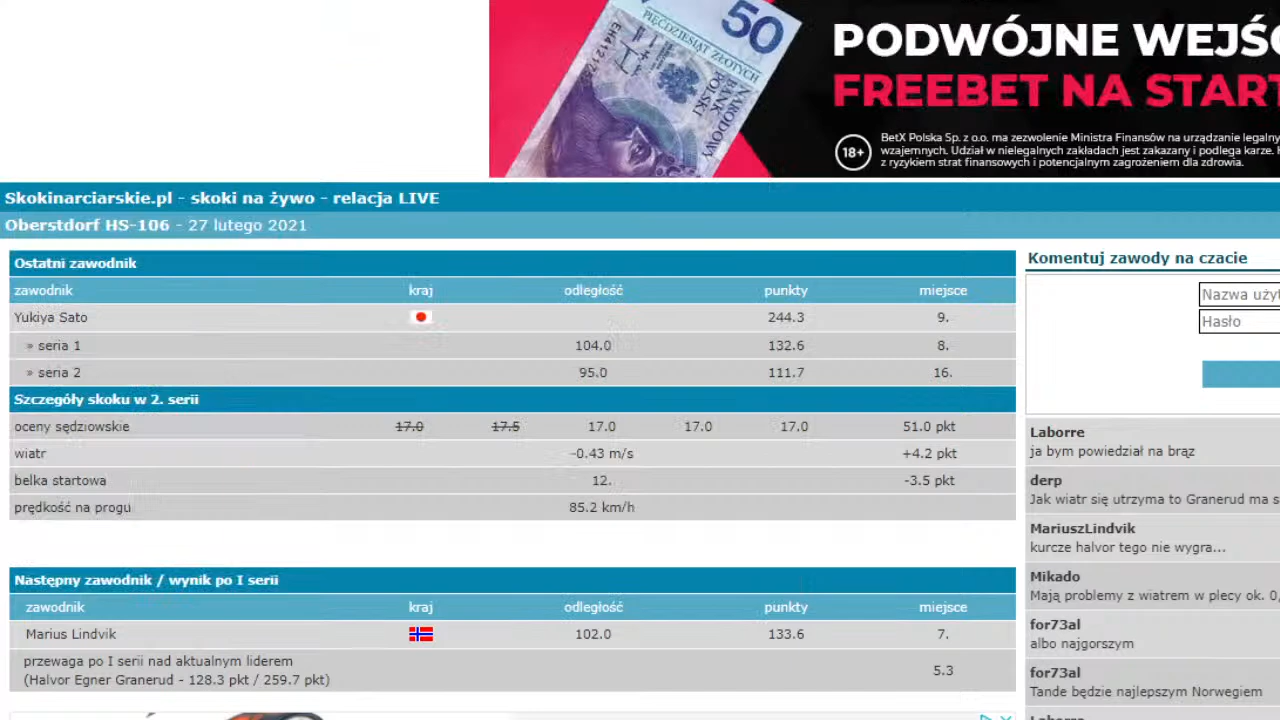 50
PIĘĆDZIESIĄT ZŁOTYCH
NARODOWY
BANK
POLSKI
PODWÓJNE WEJŚC
FREEBET NA START
18+
BetX Polska Sp. z o.o. ma zezwolenie Ministra Finansów na urządzanie legalny
wzajemnych. Udział w nielegalnych zakładach jest zakazany i podlega karze. H
z ryzykiem strat finansowych i potencjalnym zagrożeniem dla zdrowia.
Skokinarciarskie.pl - skoki na żywo - relacja LIVE
Oberstdorf HS-106 - 27 lutego 2021
Ostatni zawodnik
zawodnik kraj odległość punkty miejsce
Yukiya Sato 244.3 9.
» seria 1 104.0 132.6 8.
» seria 2 95.0 111.7 16.
Szczegóły skoku w 2. serii
oceny sędziowskie 17.0 17.5 17.0 17.0 17.0 51.0 pkt
wiatr -0.43 m/s +4.2 pkt
belka startowa 12. -3.5 pkt
prędkość na progu 85.2 km/h
Następny zawodnik / wynik po I serii
zawodnik kraj odległość punkty miejsce
Marius Lindvik 102.0 133.6 7.
przewaga po I serii nad aktualnym liderem
(Halvor Egner Granerud - 128.3 pkt / 259.7 pkt) 5.3
Komentuj zawody na czacie
Nazwa uży
Hasło
Laborre
ja bym powiedział na brąz
derp
Jak wiatr się utrzyma to Granerud ma s
MariuszLindvik
kurcze halvor tego nie wygra...
Mikado
Mają problemy z wiatrem w plecy ok. 0,
for73al
albo najgorszym
for73al
Tande będzie najlepszym Norwegiem
Laborre